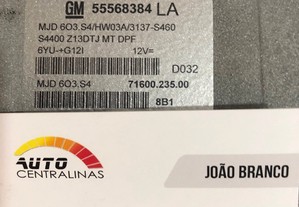 GM 55568384 LA
MJD 6O3.S4/HW03A/3137-S460
S4400 Z13DTJ MT DPF
6YU-→G12I 12V=
D032
MJD 6O3.S4 71600.235.00
8B1
AUTO
CENTRALINAS
JOÃO BRANCO